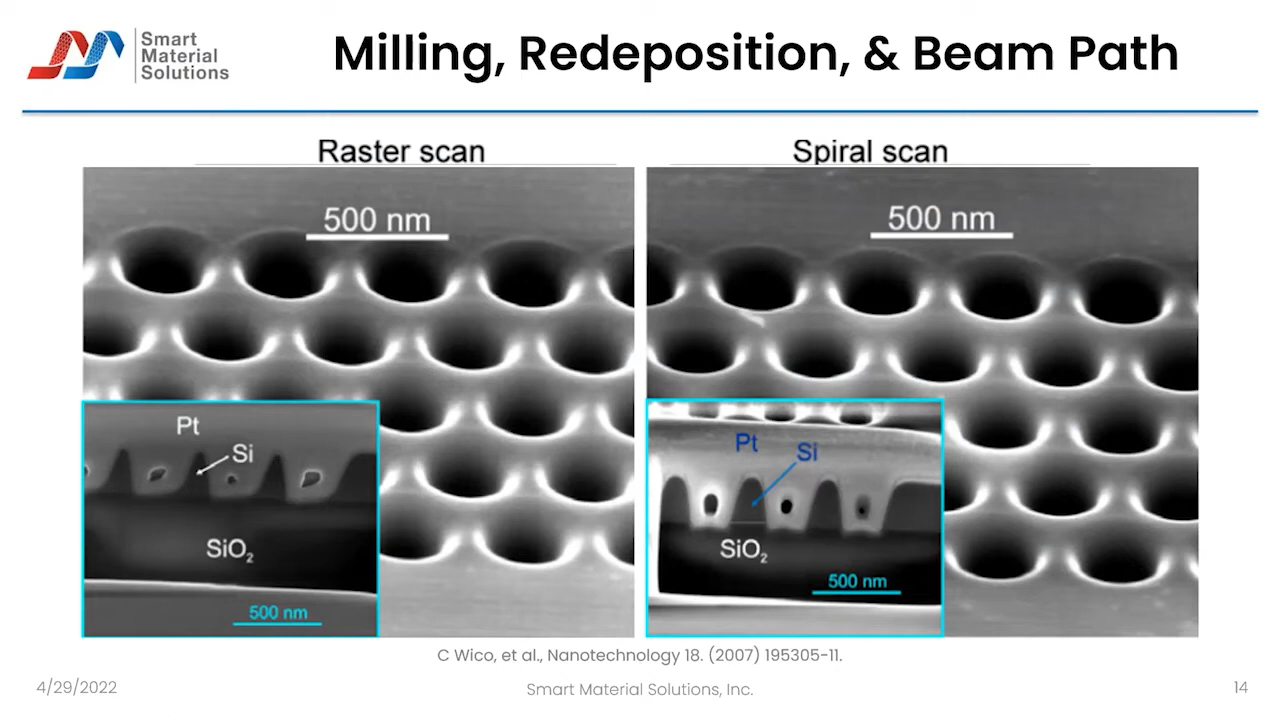 Smart
Material
Solutions
Milling, Redeposition, & Beam Path
Raster scan
Spiral scan
500 nm
500 nm
Pt
Si
SiO₂
500 nm
Pt
Si
SiO₂
500 nm
C Wico, et al., Nanotechnology 18. (2007) 195305-11.
4/29/2022
Smart Material Solutions, Inc.
14